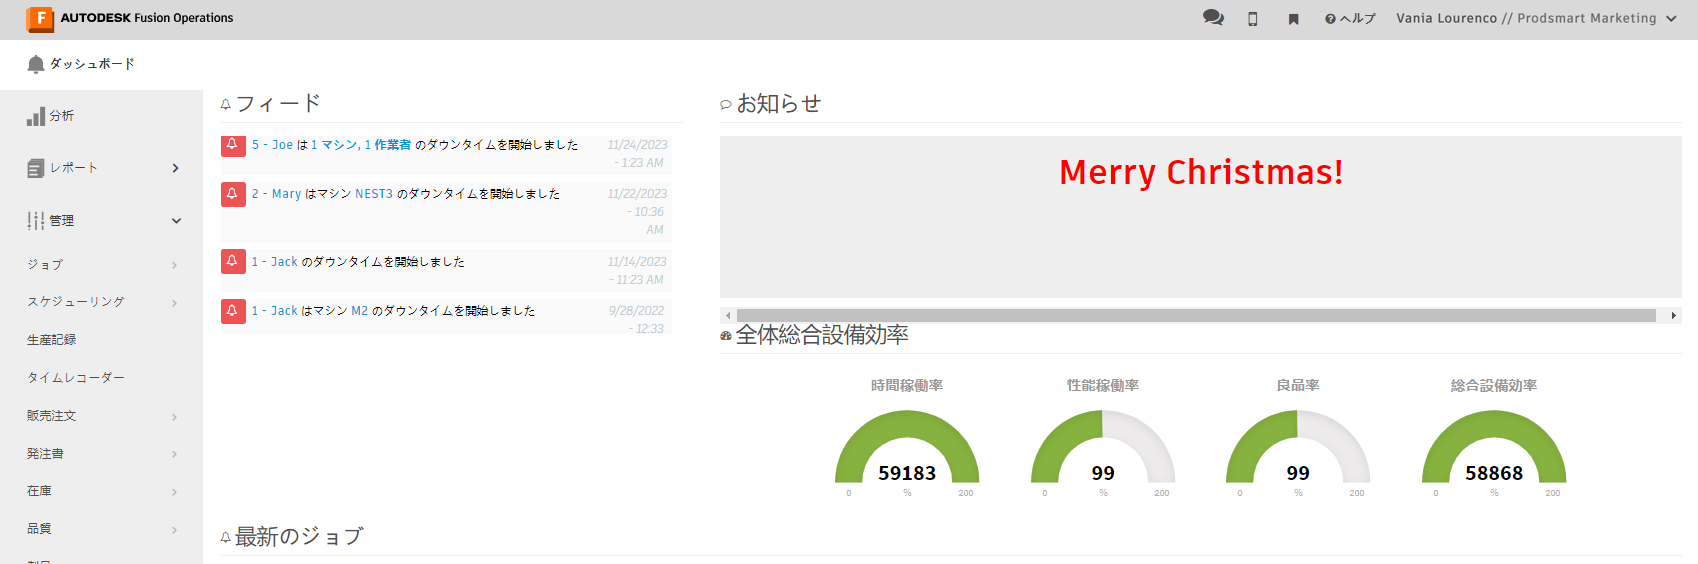 AUTODESK Fusion Operations
ヘルプ
Vania Lourenco // Prodsmart Marketing
ダッシュボード
分析
レポート
管理
ジョブ
スケジューリング
生産記録
タイムレコーダー
販売注文
発注書
在庫
品質
フィード
5 - Joe は 1 マシン, 1 作業者 のダウンタイムを開始しました
11/24/2023
- 1:23 AM
2 - Mary はマシン NEST3 のダウンタイムを開始しました
11/22/2023
- 10:36
AM
1 - Jack のダウンタイムを開始しました
11/14/2023
- 11:23 AM
1 - Jack はマシン M2 のダウンタイムを開始しました
9/28/2022
- 12:33
お知らせ
Merry Christmas!
全体総合設備効率
時間稼働率
59183
0 % 200
性能稼働率
99
0 % 200
良品率
99
0 % 200
総合設備効率
58868
0 % 200
最新のジョブ